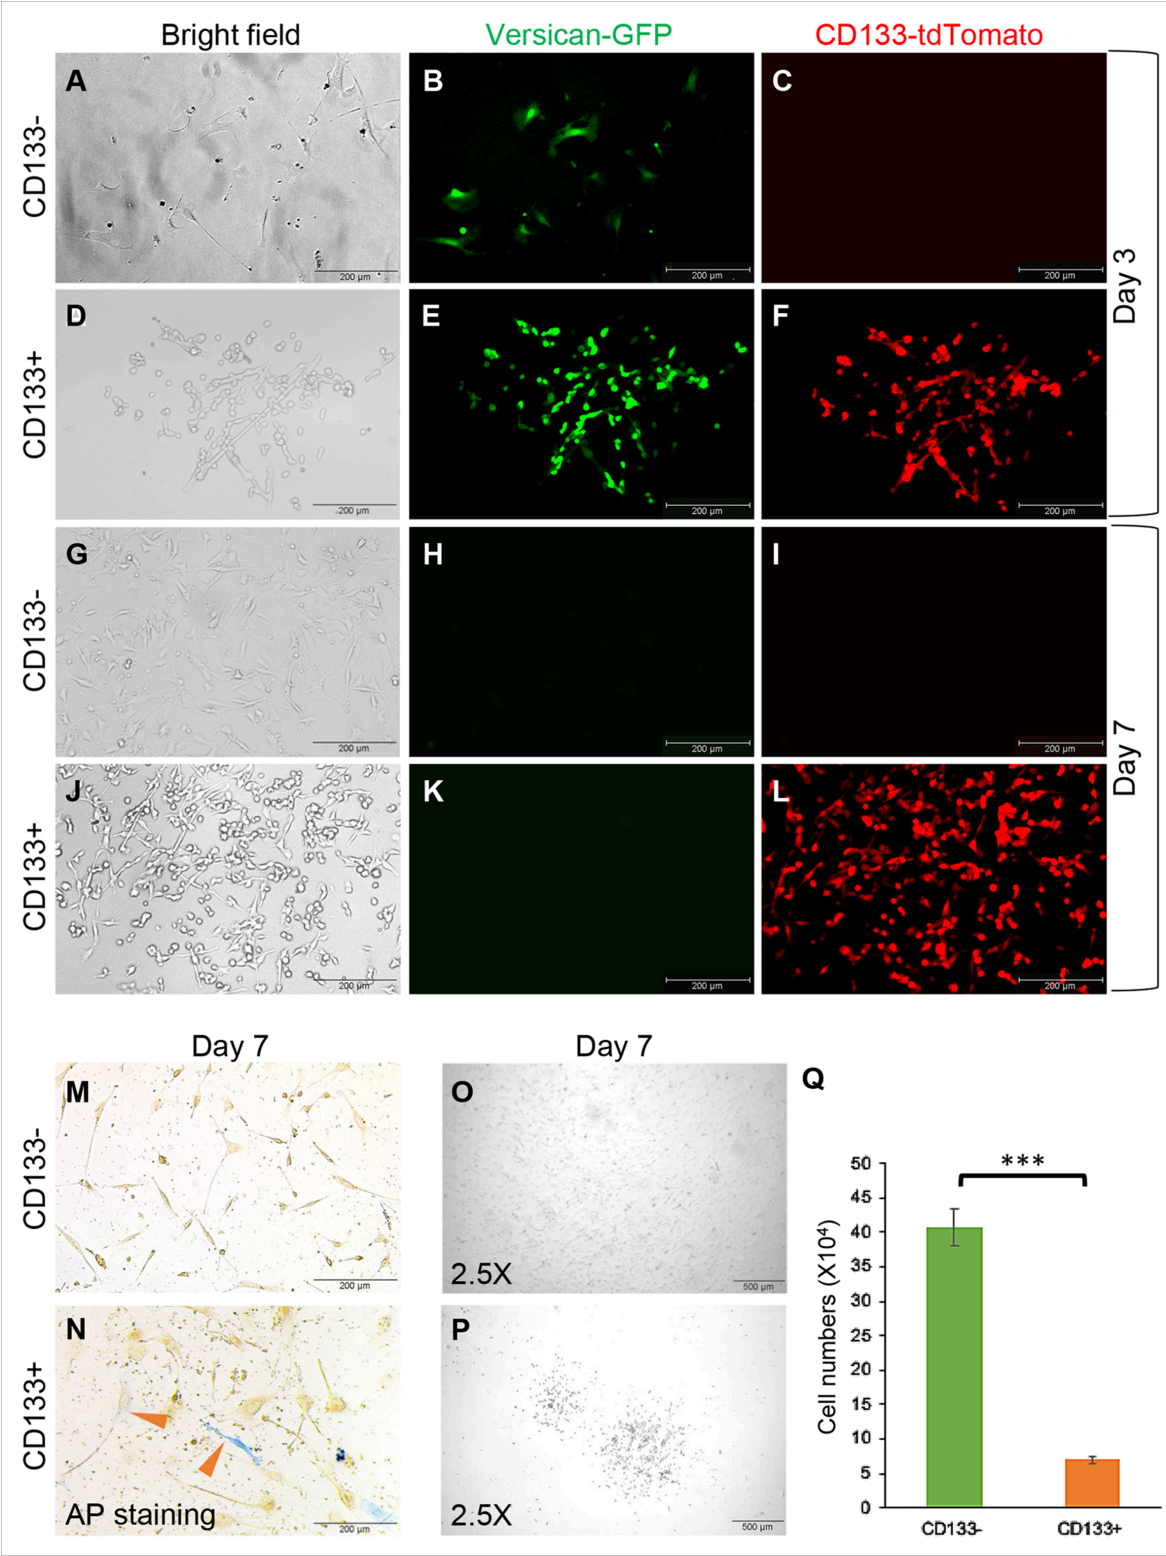 Bright field Versican-GFP CD133-tdTomato
CD133-
A
200 µm
B
200 µm
C
200 µm
Day 3
CD133+
D
200 µm
E
200 µm
F
200 µm
CD133-
G
200 µm
H
200 µm
I
200 µm
Day 7
CD133+
J
200 µm
K
200 µm
L
200 µm
Day 7 Day 7
CD133-
M
200 µm
O
2.5X
500 µm
CD133+
N
AP staining
200 µm
P
2.5X
500 µm
Q
***
Cell numbers (X10⁴)
50
45
40
35
30
25
20
15
10
5
0
CD133- CD133+